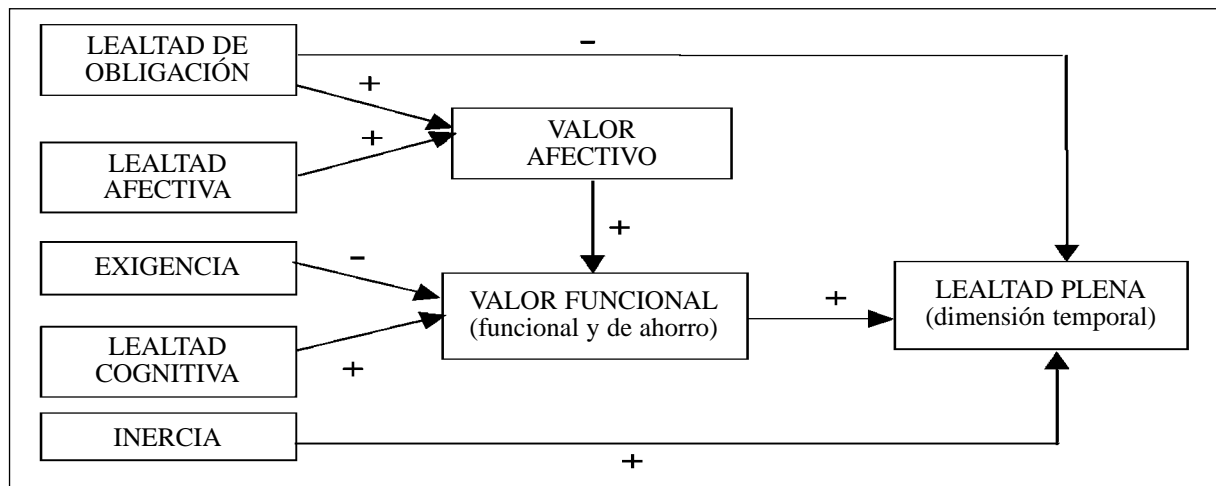 LEALTAD DE
OBLIGACIÓN
–
+
+
VALOR
AFECTIVO
LEALTAD
AFECTIVA
+
EXIGENCIA
–
VALOR FUNCIONAL
(funcional y de ahorro)
+
LEALTAD PLENA
(dimensión temporal)
LEALTAD
COGNITIVA
+
INERCIA
+